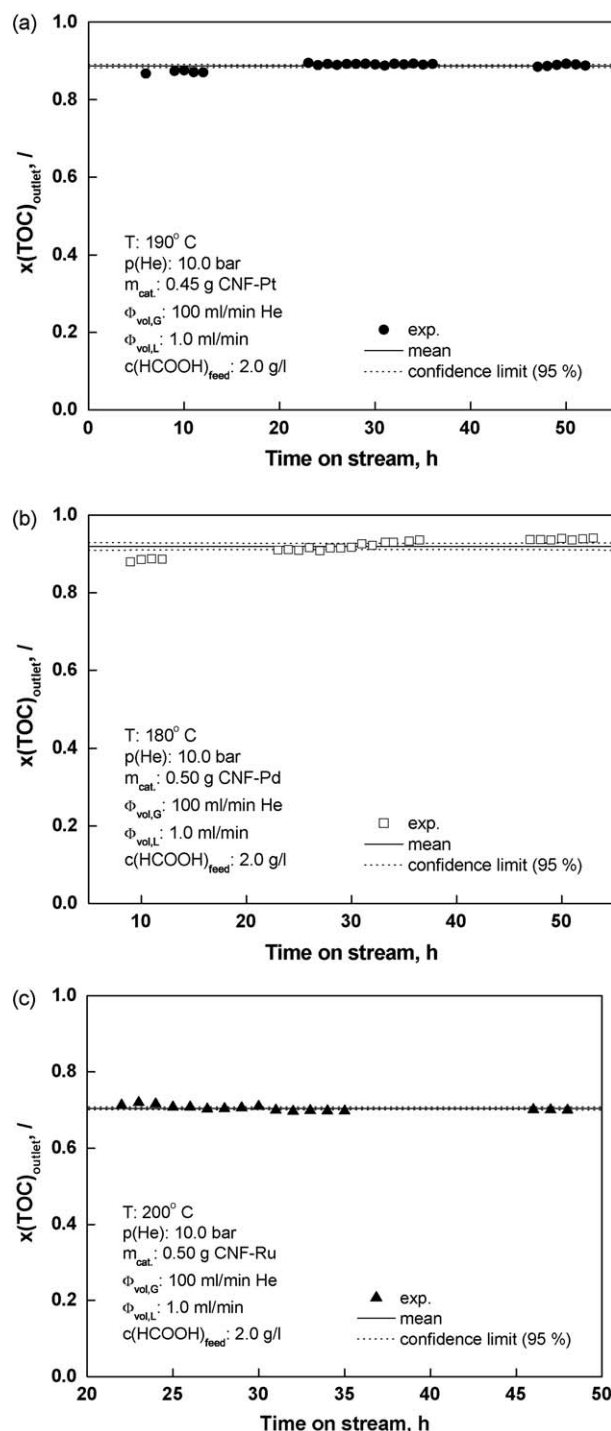 (a)
1.0
0.8
0.6
0.4
0.2
0.0
x(TOC)outlet, /
T: 190° C
p(He): 10.0 bar
mcat.: 0.45 g CNF-Pt
Φvol,G: 100 ml/min He
Φvol,L: 1.0 ml/min
c(HCOOH)feed: 2.0 g/l
exp.
mean
confidence limit (95 %)
0 10 20 30 40 50
Time on stream, h
(b)
1.0
0.8
0.6
0.4
0.2
0.0
x(TOC)outlet, /
T: 180° C
p(He): 10.0 bar
mcat.: 0.50 g CNF-Pd
Φvol,G: 100 ml/min He
Φvol,L: 1.0 ml/min
c(HCOOH)feed: 2.0 g/l
exp.
mean
confidence limit (95 %)
10 20 30 40 50
Time on stream, h
(c)
1.0
0.8
0.6
0.4
0.2
0.0
x(TOC)outlet, /
T: 200° C
p(He): 10.0 bar
mcat.: 0.50 g CNF-Ru
Φvol,G: 100 ml/min He
Φvol,L: 1.0 ml/min
c(HCOOH)feed: 2.0 g/l
exp.
mean
confidence limit (95 %)
20 25 30 35 40 45 50
Time on stream, h